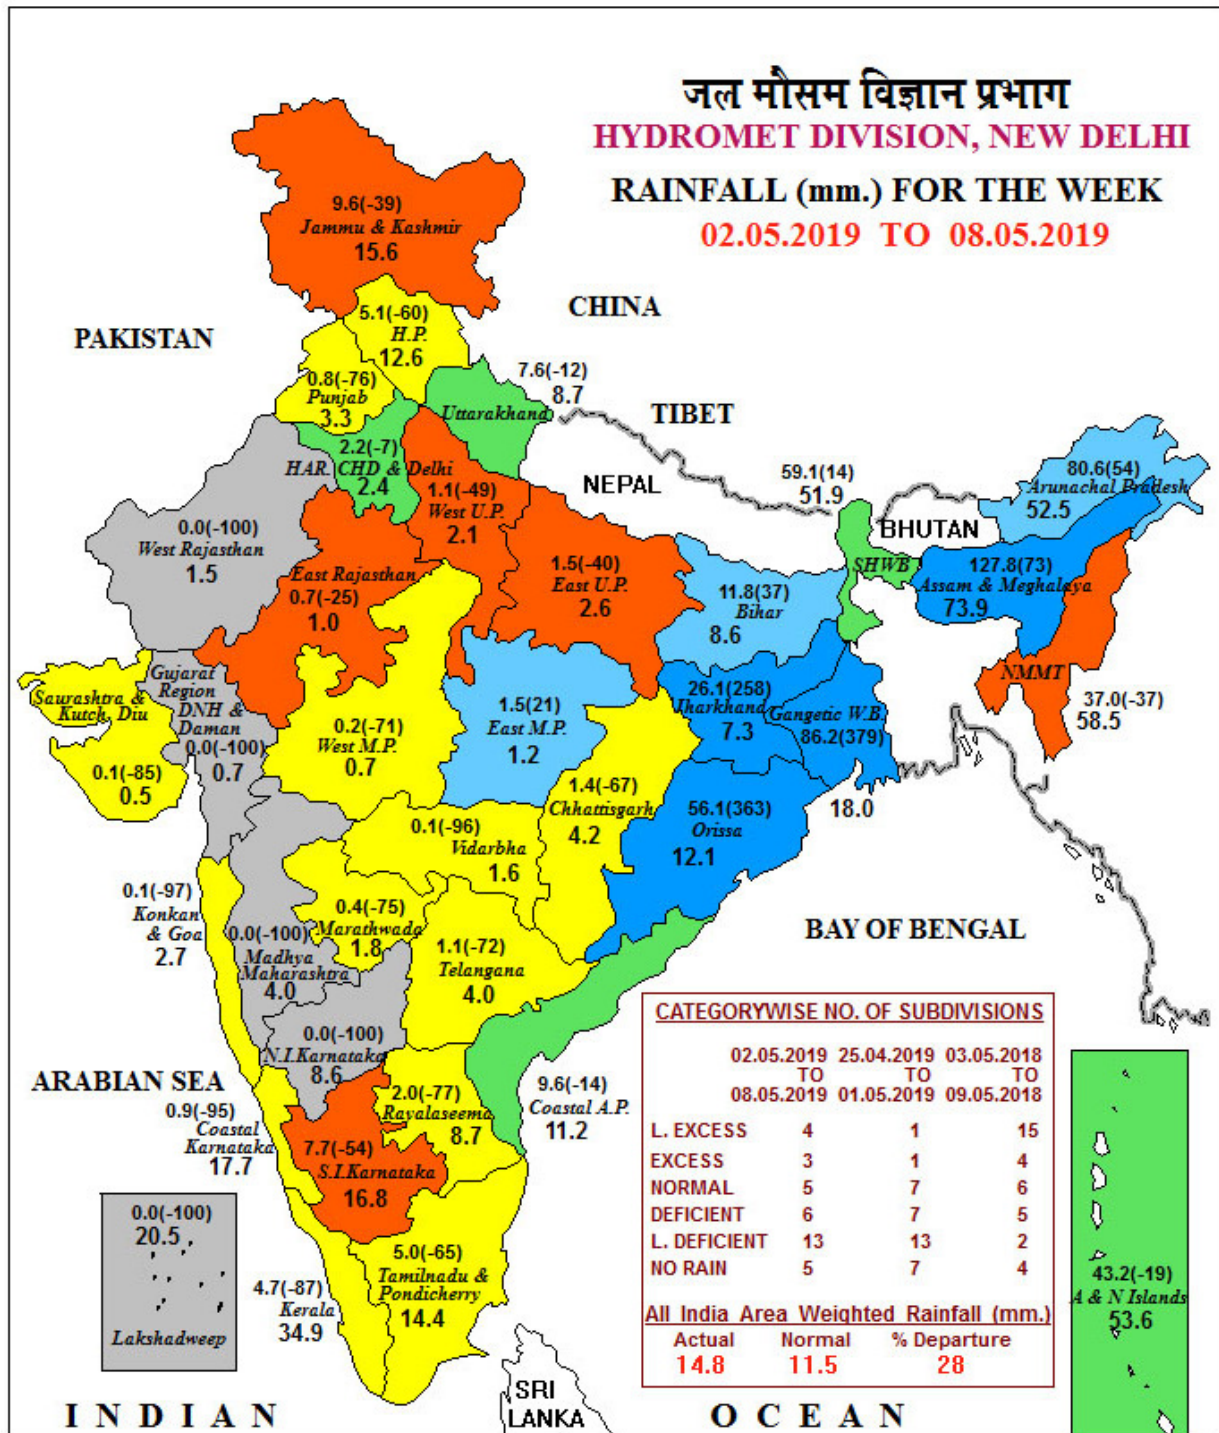 जल मौसम विज्ञान प्रभाग
HYDROMET DIVISION, NEW DELHI
RAINFALL (mm.) FOR THE WEEK
02.05.2019 TO 08.05.2019
9.6(-39)
Jammu & Kashmir
15.6
CHINA
PAKISTAN
5.1(-60)
H.P.
12.6
7.6(-12)
8.7
0.8(-76)
Punjab
3.3
Uttarakhand
TIBET
2.2(-7)
HAR. CHD & Delhi
2.4
1.1(-49)
West U.P.
2.1
NEPAL
59.1(14)
51.9
80.6(54)
Arunachal Pradesh
52.5
BHUTAN
0.0(-100)
West Rajasthan
1.5
East Rajasthan
0.7(-25)
1.0
1.5(-40)
East U.P.
2.6
11.8(37)
Bihar
8.6
SHWB
127.8(73)
Assam & Meghalaya
73.9
NMMT
37.0(-37)
58.5
Saurashtra &
Kutch, Diu
0.1(-85)
0.5
Gujarat
Region
DNH &
Daman
0.0(-100)
0.7
0.2(-71)
West M.P.
0.7
1.5(21)
East M.P.
1.2
26.1(258)
Jharkhand
7.3
Gangetic W.B.
86.2(379)
18.0
1.4(-67)
Chhattisgarh
4.2
56.1(363)
Orissa
12.1
0.1(-96)
Vidarbha
1.6
0.1(-97)
Konkan
& Goa
2.7
0.4(-75)
Marathwada
1.8
0.0(-100)
Madhya
Maharashtra
4.0
1.1(-72)
Telangana
4.0
BAY OF BENGAL
0.0(-100)
N.I.Karnataka
8.6
ARABIAN SEA
0.9(-95)
Coastal
Karnataka
17.7
2.0(-77)
Rayalaseema
8.7
9.6(-14)
Coastal A.P.
11.2
7.7(-54)
S.I.Karnataka
16.8
0.0(-100)
20.5
Lakshadweep
4.7(-87)
Kerala
34.9
5.0(-65)
Tamilnadu &
Pondicherry
14.4
CATEGORYWISE NO. OF SUBDIVISIONS
02.05.2019 25.04.2019 03.05.2018
TO TO TO
08.05.2019 01.05.2019 09.05.2018
L. EXCESS 4 1 15
EXCESS 3 1 4
NORMAL 5 7 6
DEFICIENT 6 7 5
L. DEFICIENT 13 13 2
NO RAIN 5 7 4
All India Area Weighted Rainfall (mm.)
Actual Normal % Departure
14.8 11.5 28
43.2(-19)
A & N Islands
53.6
SRI
LANKA
INDIAN OCEAN